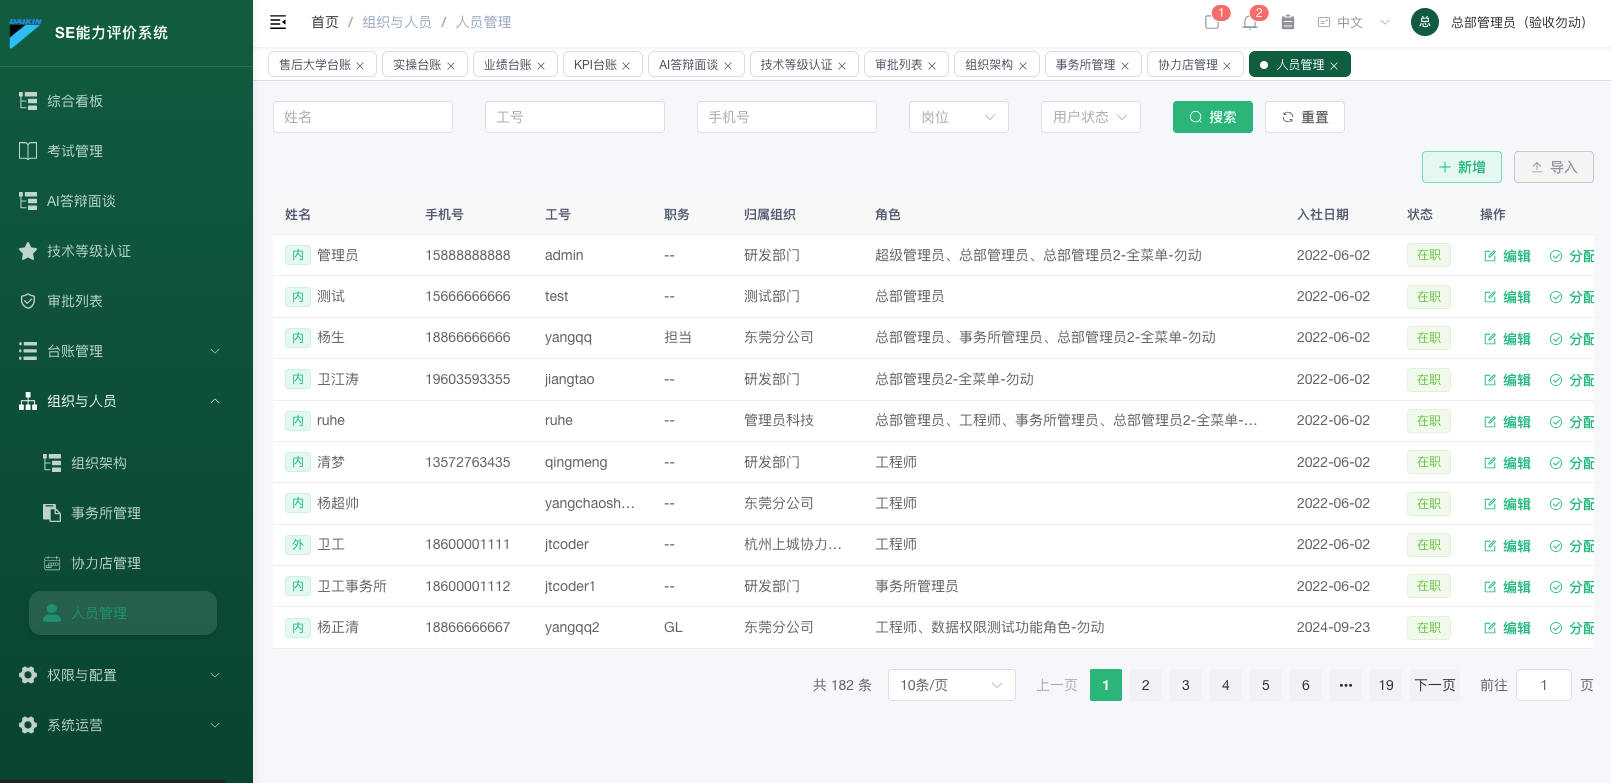 DAIKIN
SE能力评价系统
综合看板
考试管理
AI答辩面谈
技术等级认证
审批列表
台账管理
组织与人员
组织架构
事务所管理
协力店管理
人员管理
权限与配置
系统运营
首页 / 组织与人员 / 人员管理
1 2 中文 总 总部管理员（验收勿动）
售后大学台账 实操台账 业绩台账 KPI台账 AI答辩面谈 技术等级认证 审批列表 组织架构 事务所管理 协力店管理 人员管理
姓名 工号 手机号 岗位 用户状态 搜索 重置
新增 导入
姓名 手机号 工号 职务 归属组织 角色 入社日期 状态 操作
内 管理员 15888888888 admin -- 研发部门 超级管理员、总部管理员、总部管理员2-全菜单-勿动 2022-06-02 在职 编辑 分配
内 测试 15666666666 test -- 测试部门 总部管理员 2022-06-02 在职 编辑 分配
内 杨生 18866666666 yangqq 担当 东莞分公司 总部管理员、事务所管理员、总部管理员2-全菜单-勿动 2022-06-02 在职 编辑 分配
内 卫江涛 19603593355 jiangtao -- 研发部门 总部管理员2-全菜单-勿动 2022-06-02 在职 编辑 分配
内 ruhe ruhe -- 管理员科技 总部管理员、工程师、事务所管理员、总部管理员2-全菜单-... 2022-06-02 在职 编辑 分配
内 清梦 13572763435 qingmeng -- 研发部门 工程师 2022-06-02 在职 编辑 分配
内 杨超帅 yangchaosh... -- 东莞分公司 工程师 2022-06-02 在职 编辑 分配
外 卫工 18600001111 jtcoder -- 杭州上城协力... 工程师 2022-06-02 在职 编辑 分配
内 卫工事务所 18600001112 jtcoder1 -- 研发部门 事务所管理员 2022-06-02 在职 编辑 分配
内 杨正清 18866666667 yangqq2 GL 东莞分公司 工程师、数据权限测试功能角色-勿动 2024-09-23 在职 编辑 分配
共 182 条 10条/页 上一页 1 2 3 4 5 6 ••• 19 下一页 前往 1 页